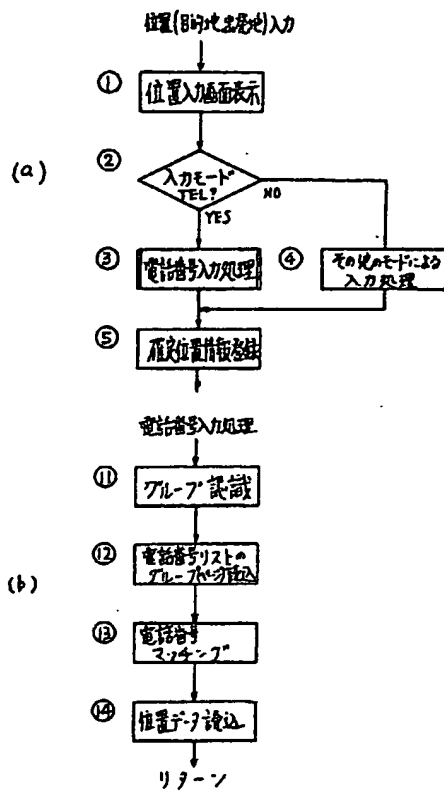 位置(目的地出発地)入力
①
位置入力画面表示
(a)
②
入力モード
TEL?
NO
YES
③
電話番号入力処理
④
その他のモードによる
入力処理
⑤
確定位置情報登録
電話番号入力処理
⑪
グループ認識
⑫
電話番号リストの
グループページ読込
(b)
⑬
電話番号
マッチング
⑭
位置データ読込
リターン